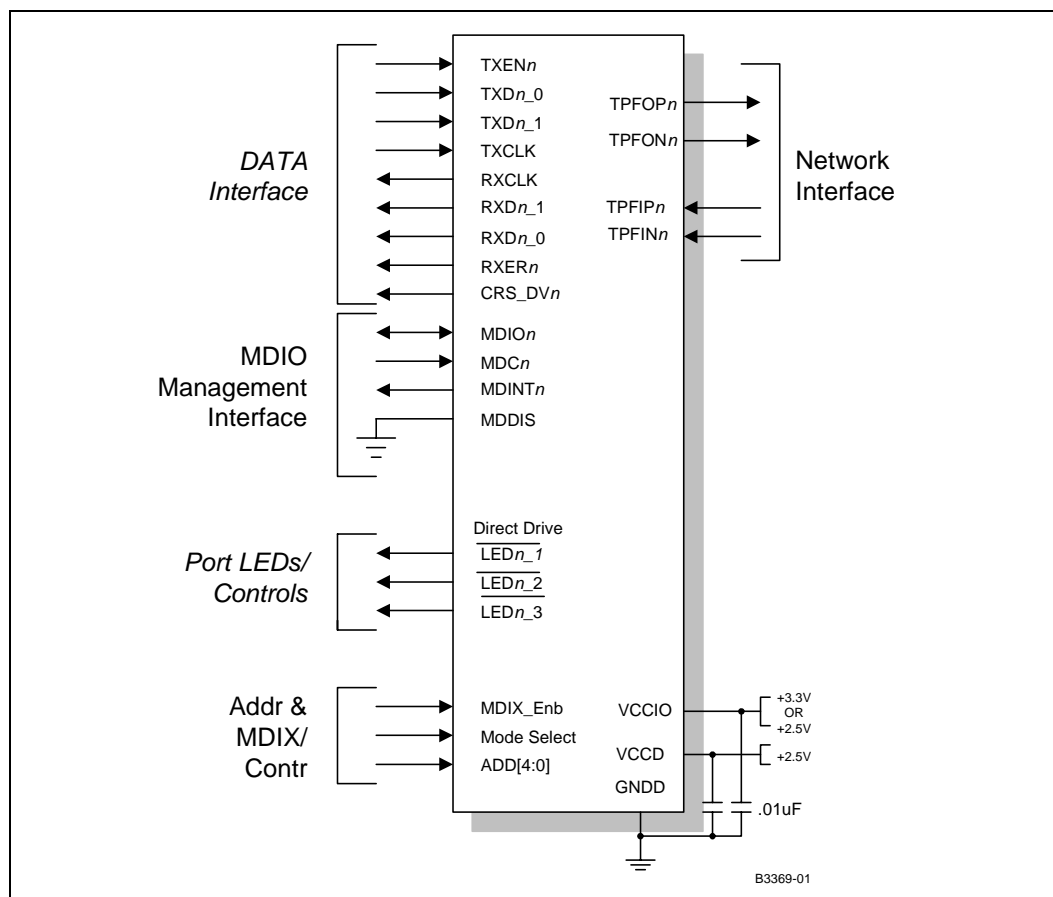 DATA
Interface
MDIO
Management
Interface
Port LEDs/
Controls
Addr &
MDIX/
Contr
TXENn
TXDn_0
TXDn_1
TXCLK
RXCLK
RXDn_1
RXDn_0
RXERn
CRS_DVn
MDIOn
MDCn
MDINTn
MDDIS
Direct Drive
LEDn_1
LEDn_2
LEDn_3
MDIX_Enb
Mode Select
ADD[4:0]
TPFOPn
TPFONn
TPFIPn
TPFINn
Network
Interface
VCCIO
VCCD
GNDD
+3.3V
OR
+2.5V
+2.5V
.01uF
B3369-01